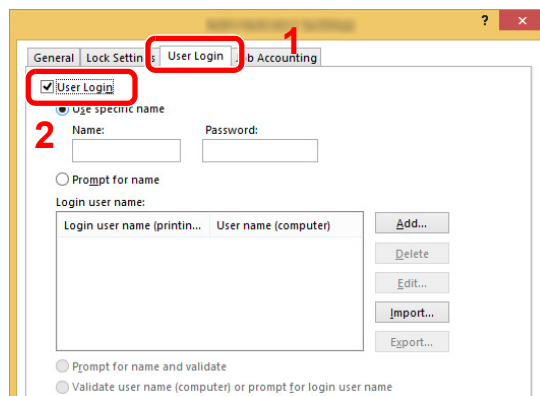 ? ×
1
General Lock Settin s User Login b Accounting
User Login
2
Use specific name
Name: Password:
Prompt for name
Login user name:
Login user name (printin... User name (computer)
Add...
Delete
Edit...
Import...
Export...
Prompt for name and validate
Validate user name (computer) or prompt for login user name